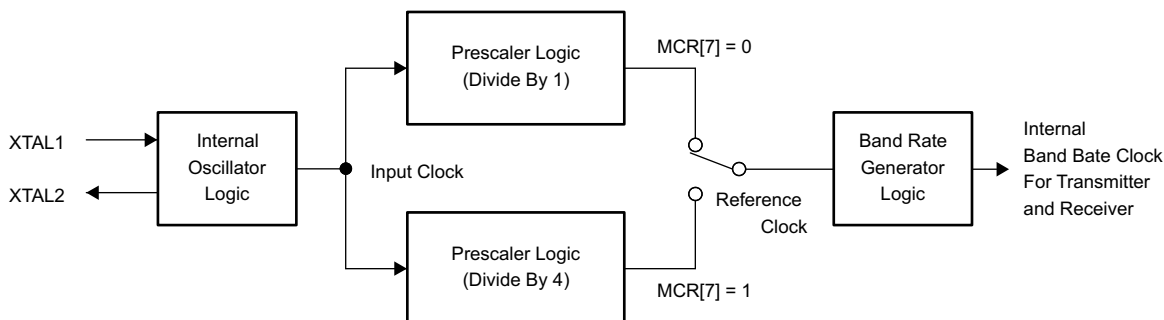 XTAL1
XTAL2
Internal
Oscillator
Logic
Input Clock
Prescaler Logic
(Divide By 1)
MCR[7] = 0
Prescaler Logic
(Divide By 4)
MCR[7] = 1
Reference
Clock
Band Rate
Generator
Logic
Internal
Band Bate Clock
For Transmitter
and Receiver